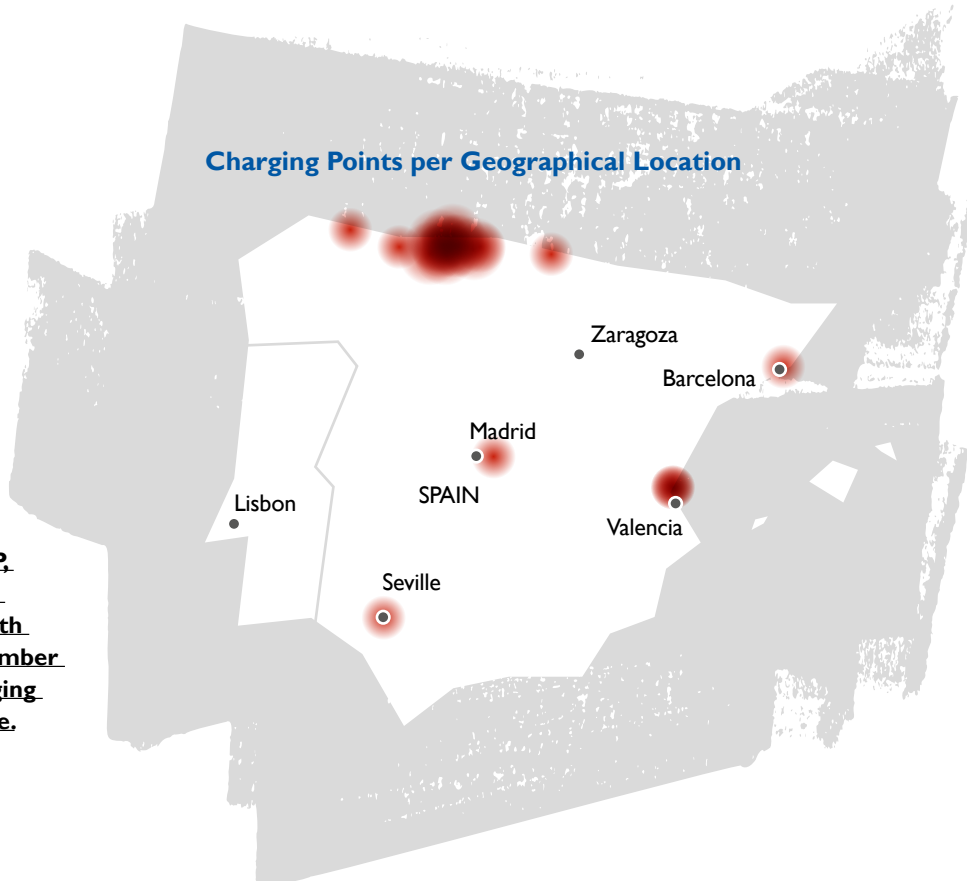 Charging Points per Geographical Location
Zaragoza
Barcelona
Madrid
SPAIN
Lisbon
Valencia
Seville